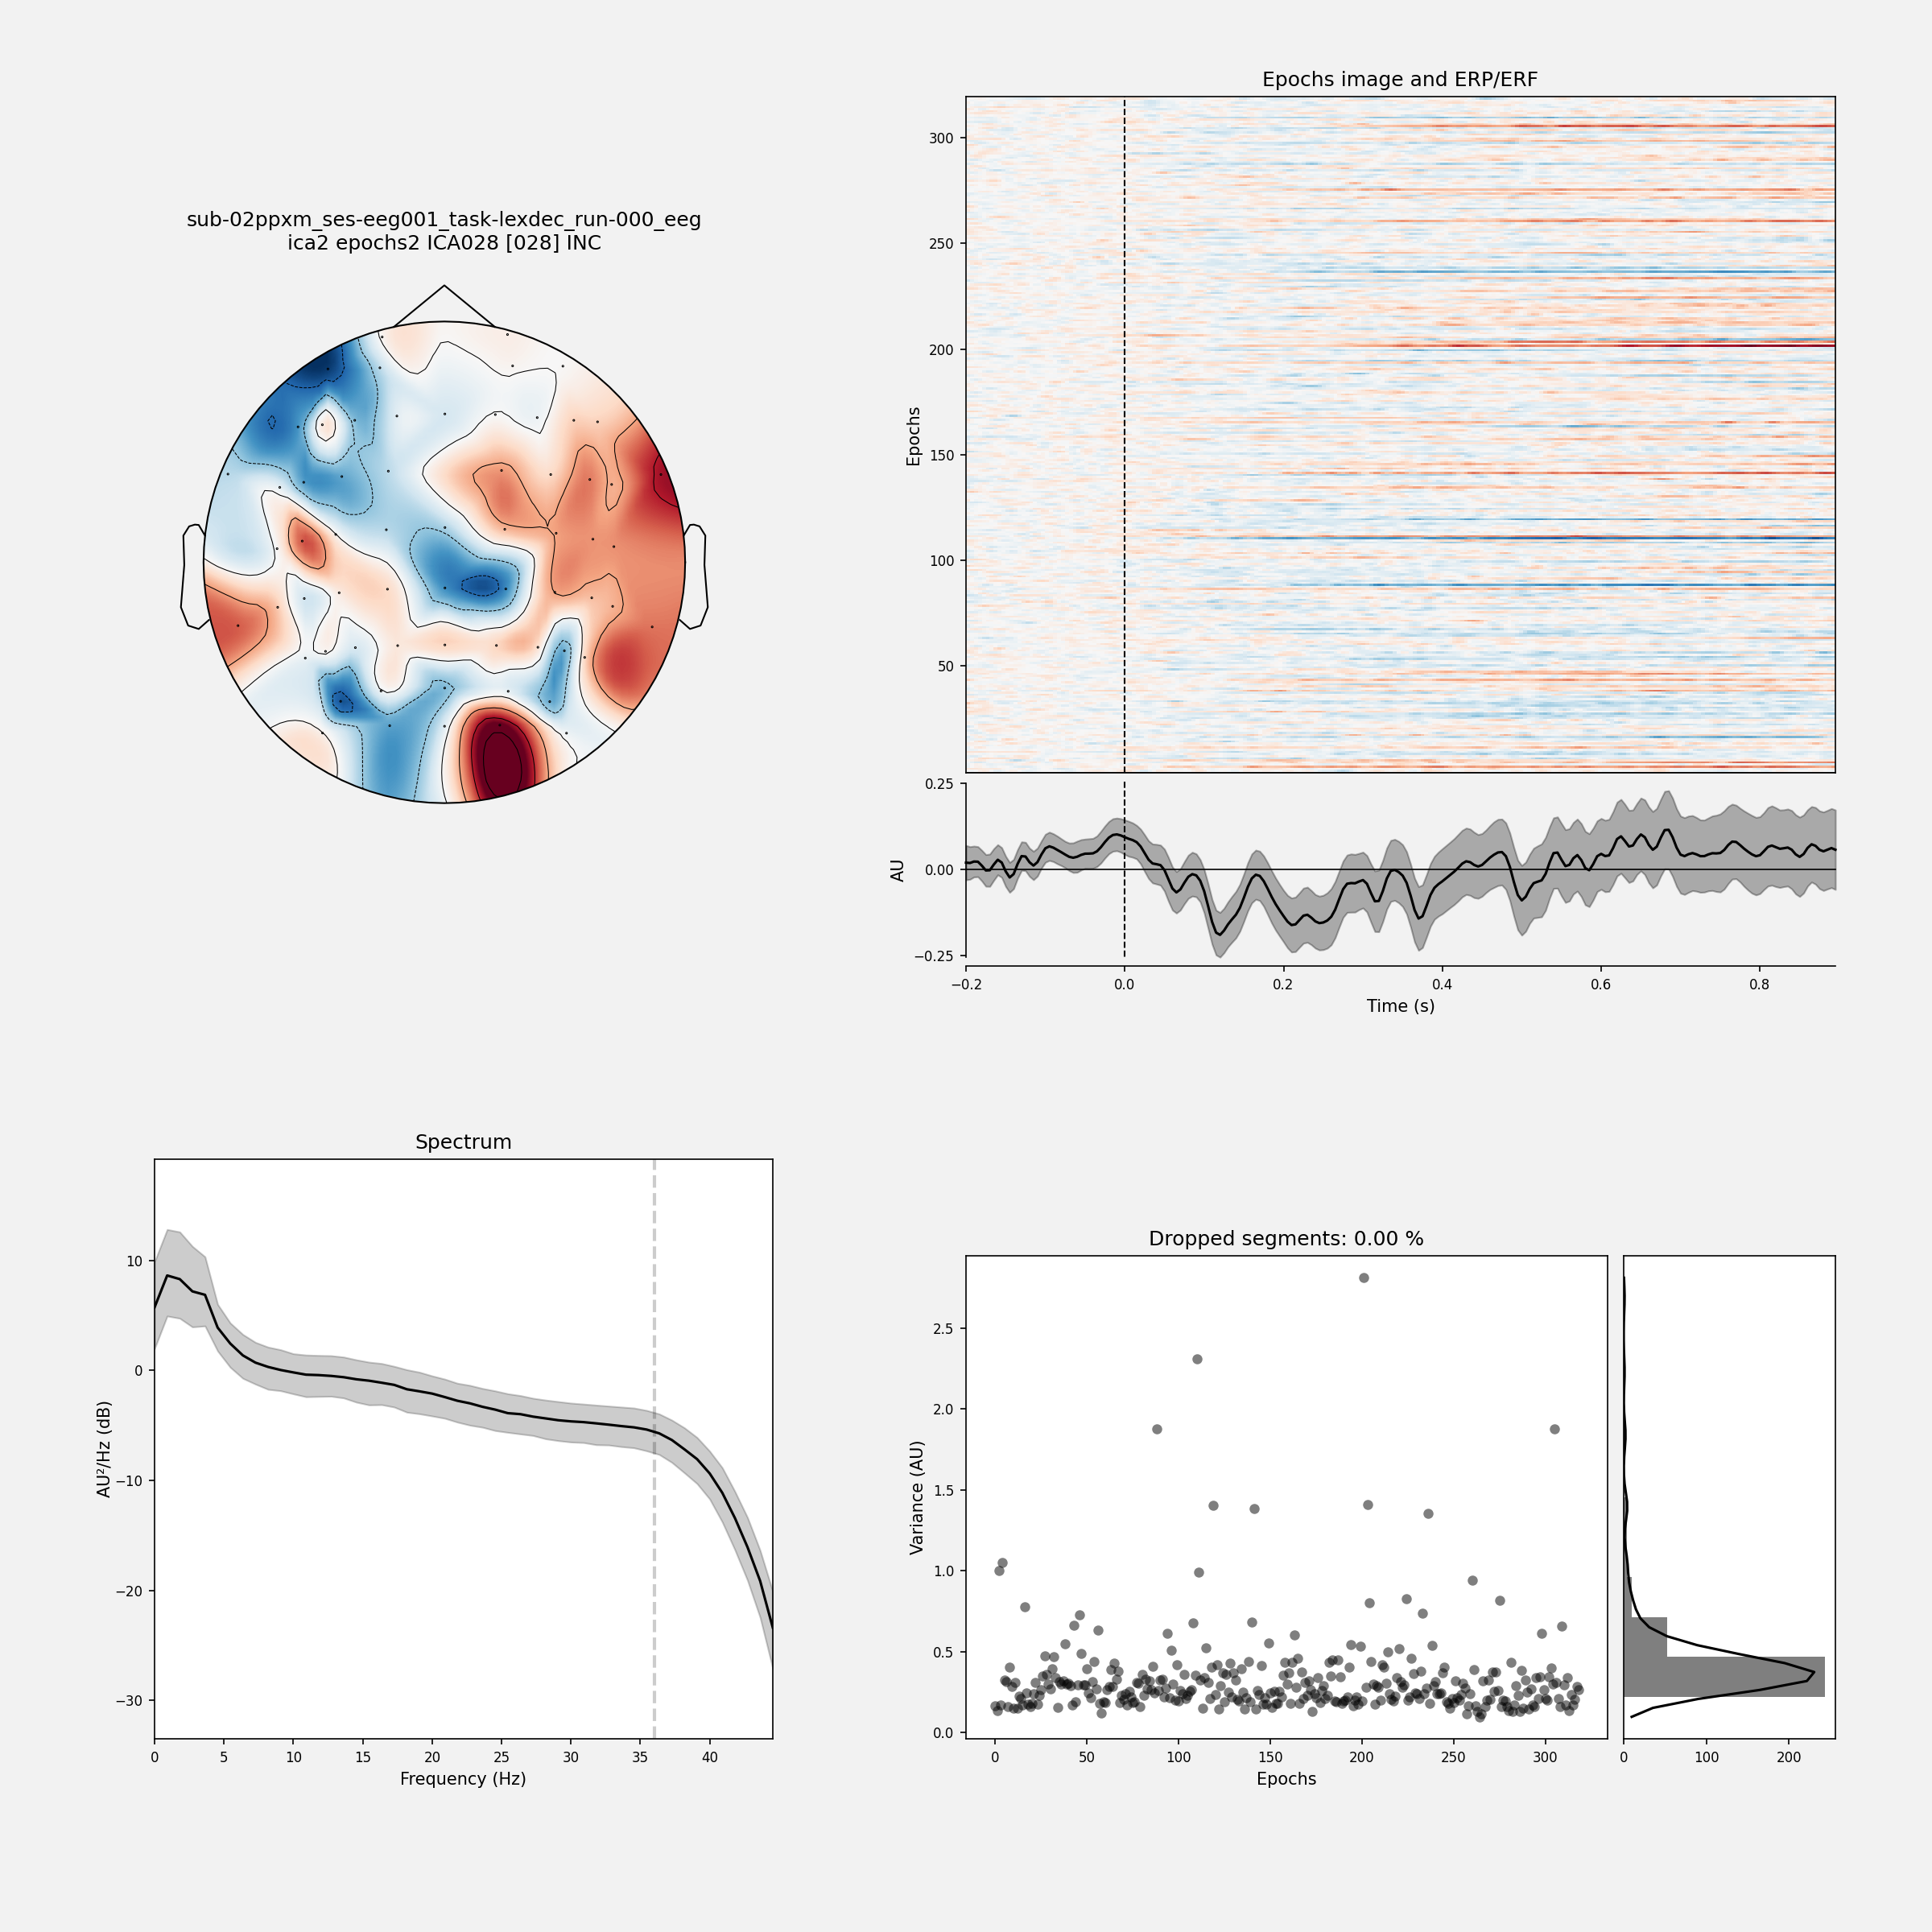 sub-02ppxm_ses-eeg001_task-lexdec_run-000_eeg
ica2 epochs2 ICA028 [028] INC
Epochs image and ERP/ERF
Epochs
300
250
200
150
100
50
0.25
0.00
−0.25
AU
−0.2 0.0 0.2 0.4 0.6 0.8
Time (s)
Spectrum
AU²/Hz (dB)
10
0
−10
−20
−30
0 5 10 15 20 25 30 35 40
Frequency (Hz)
Dropped segments: 0.00 %
Variance (AU)
2.5
2.0
1.5
1.0
0.5
0.0
0 50 100 150 200 250 300
Epochs
0 100 200